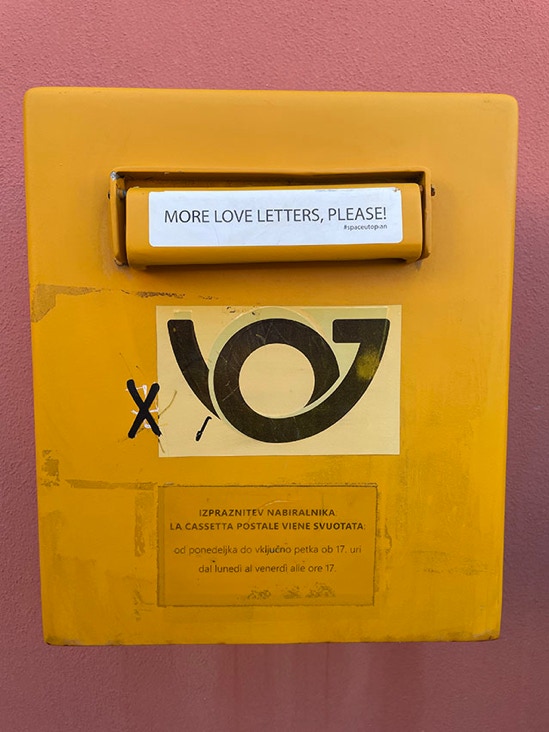 MORE LOVE LETTERS, PLEASE!
#spaceutopian
X
IZPRAZNITEV NABIRALNIKA
LA CASSETTA POSTALE VIENE SVUOTATA:
od ponedeljka do vključno petka ob 17. uri
dal lunedì al venerdì alle ore 17.